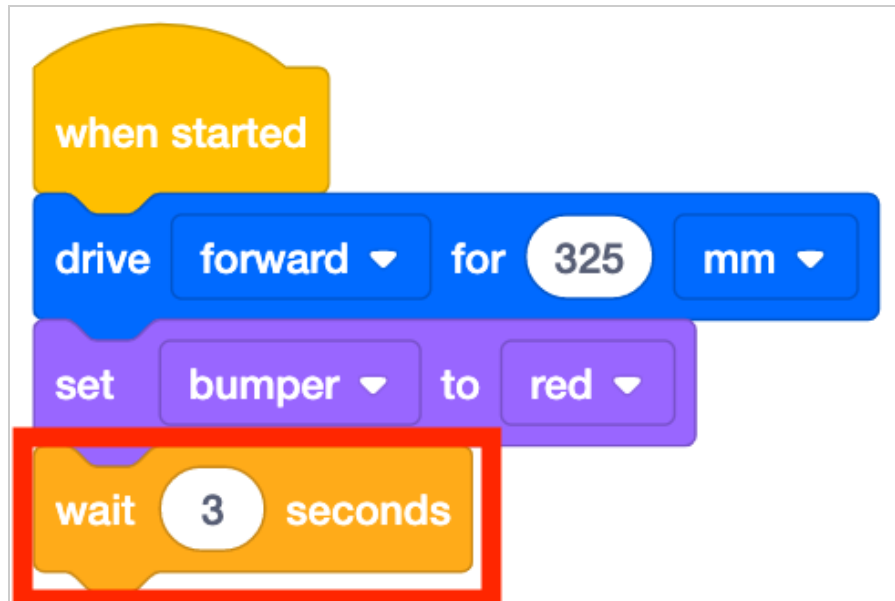 when started
drive forward for 325 mm
set bumper to red
wait 3 seconds